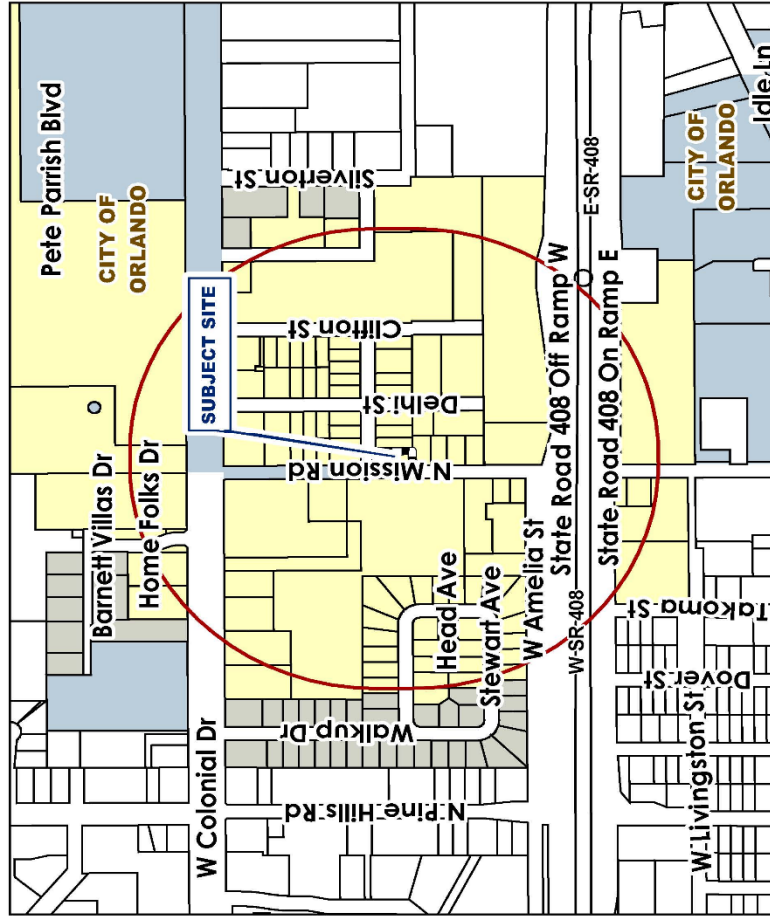 Pete Parrish Blvd
CITY OF
ORLANDO
Barnett Villas Dr
Home Folks Dr
SUBJECT SITE
W Colonial Dr
Silverton St
Clifton St
Delhi St
N Mission Rd
Walkup Dr
N Pine Hills Rd
Head Ave
Stewart Ave
W Amelia St
State Road 408 Off Ramp W
E-SR-408
W-SR-408
State Road 408 On Ramp E
CITY OF
ORLANDO
Idle Ln
Takoma St
Dover St
W Livingston St